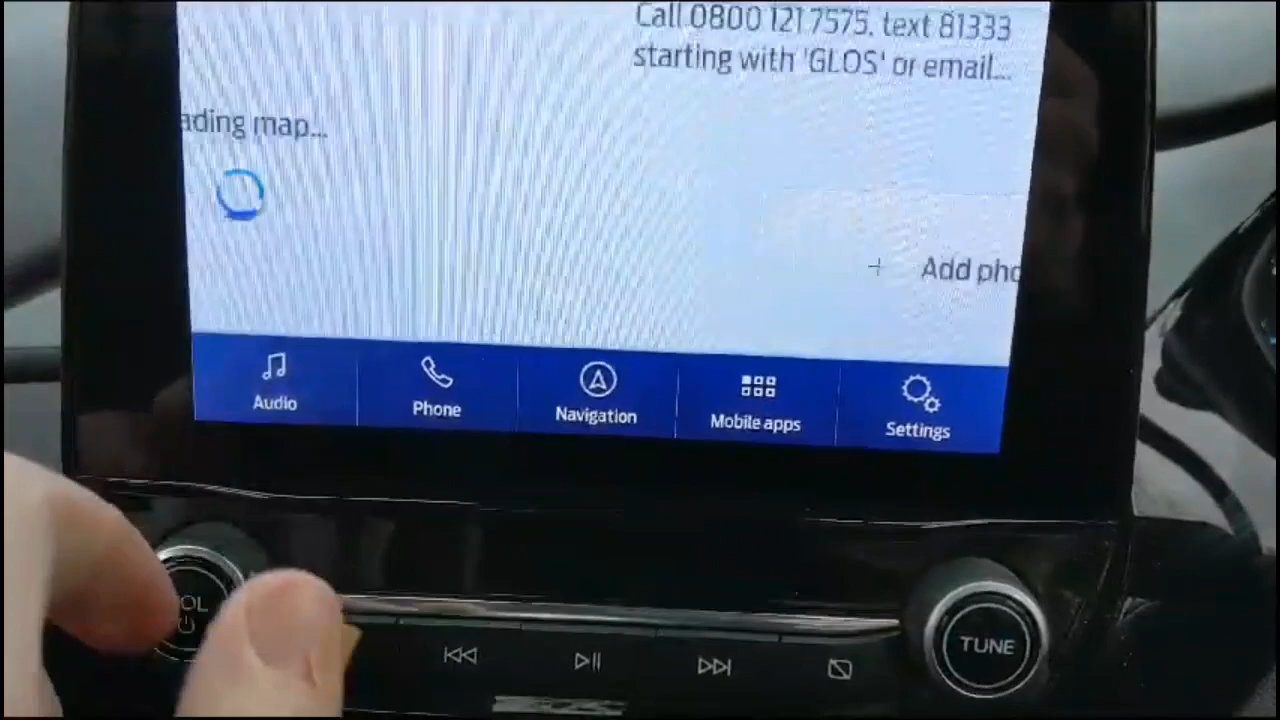 Call 0800 121 7575, text 81333
starting with 'GLOS' or email...
ading map...
+ Add pho
Audio
Phone
Navigation
Mobile apps
Settings
OL
TUNE